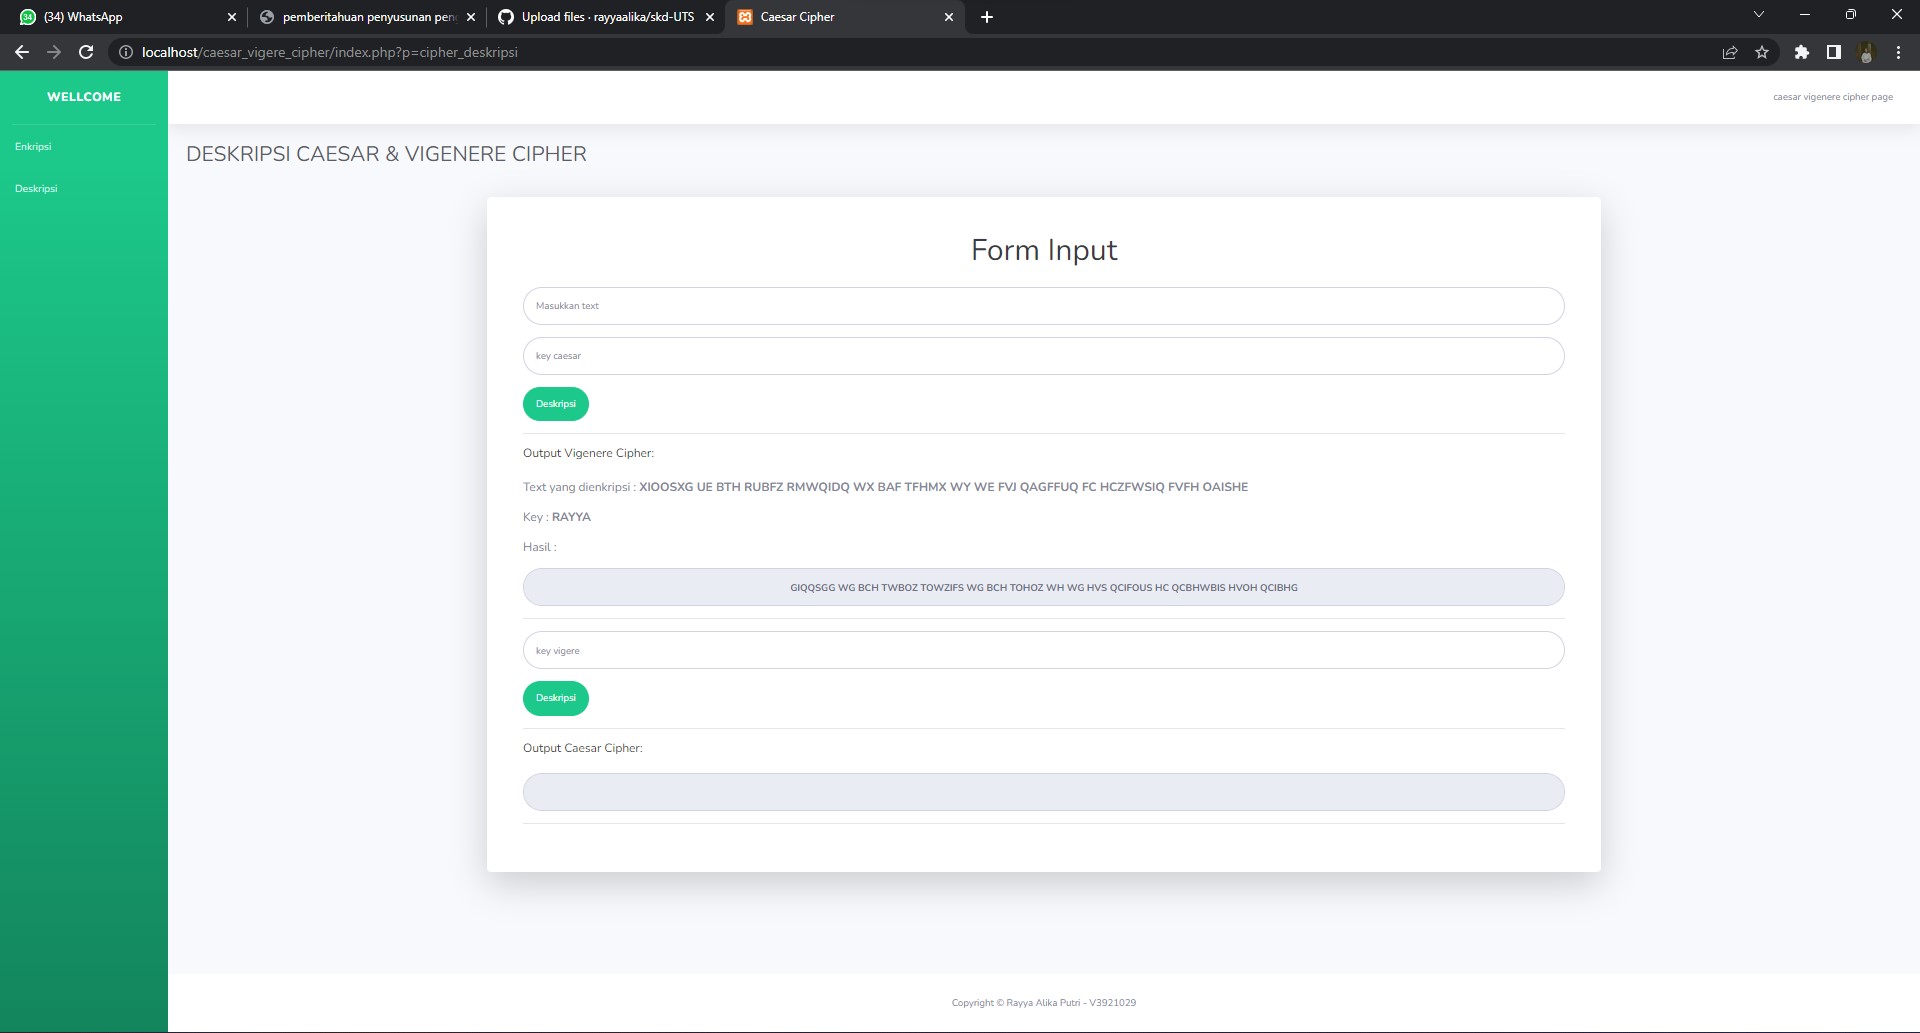 34 (34) WhatsApp
pemberitahuan penyusunan pen
Upload files · rayyaalika/skd-UTS
Caesar Cipher
localhost/caesar_vigere_cipher/index.php?p=cipher_deskripsi
WELLCOME
caesar vigenere cipher page
Enkripsi
Deskripsi
DESKRIPSI CAESAR & VIGENERE CIPHER
Form Input
Masukkan text
key caesar
Deskripsi
Output Vigenere Cipher:
Text yang dienkripsi : XIOOSXG UE BTH RUBFZ RMWQIDQ WX BAF TFHMX WY WE FVJ QAGFFUQ FC HCZFWSIQ FVFH OAISHE
Key : RAYYA
Hasil :
GIQQSGG WG BCH TWBOZ TOWZIFS WG BCH TOHOZ WH WG HVS QCIFOUS HC QCBHWBIS HVOH QCIBHG
key vigere
Deskripsi
Output Caesar Cipher:
Copyright © Rayya Alika Putri - V3921029